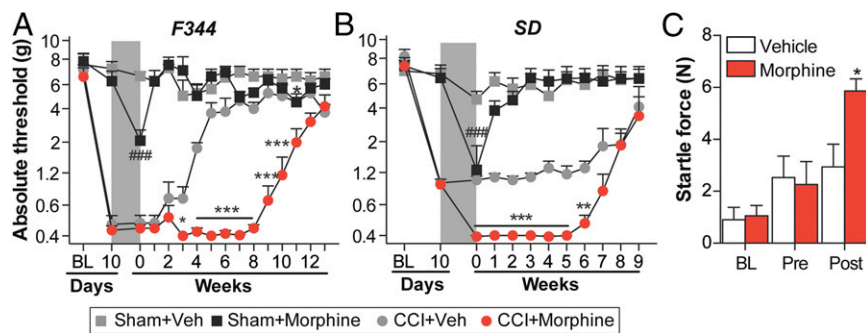 A F344 B SD C
Absolute threshold (g)
10
8
6
4
2
1.2
0.6
0.4
###
*
*
***
***
***
BL 10 0 2 4 6 8 10 12
Days Weeks
10
8
6
4
2
1.2
0.6
0.4
###
***
**
BL 10 0 1 2 3 4 5 6 7 8 9
Days Weeks
Startle force (N)
8
6
4
2
0
Vehicle
Morphine
*
BL Pre Post
Sham+Veh Sham+Morphine CCI+Veh CCI+Morphine